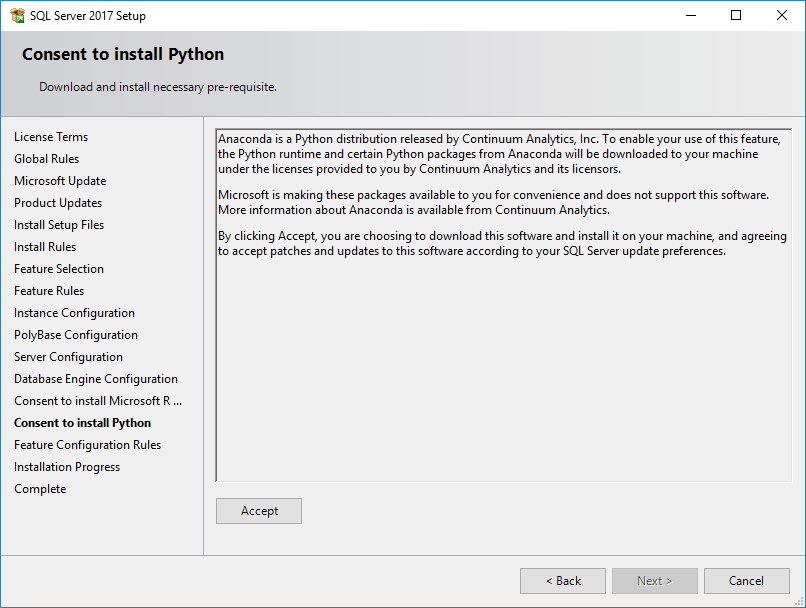 SQL Server 2017 Setup
Consent to install Python
Download and install necessary pre-requisite.
License Terms
Global Rules
Microsoft Update
Product Updates
Install Setup Files
Install Rules
Feature Selection
Feature Rules
Instance Configuration
PolyBase Configuration
Server Configuration
Database Engine Configuration
Consent to install Microsoft R ...
Consent to install Python
Feature Configuration Rules
Installation Progress
Complete
Anaconda is a Python distribution released by Continuum Analytics, Inc. To enable your use of this feature,
the Python runtime and certain Python packages from Anaconda will be downloaded to your machine
under the licenses provided to you by Continuum Analytics and its licensors.
Microsoft is making these packages available to you for convenience and does not support this software.
More information about Anaconda is available from Continuum Analytics.
By clicking Accept, you are choosing to download this software and install it on your machine, and agreeing
to accept patches and updates to this software according to your SQL Server update preferences.
Accept
< Back
Next >
Cancel